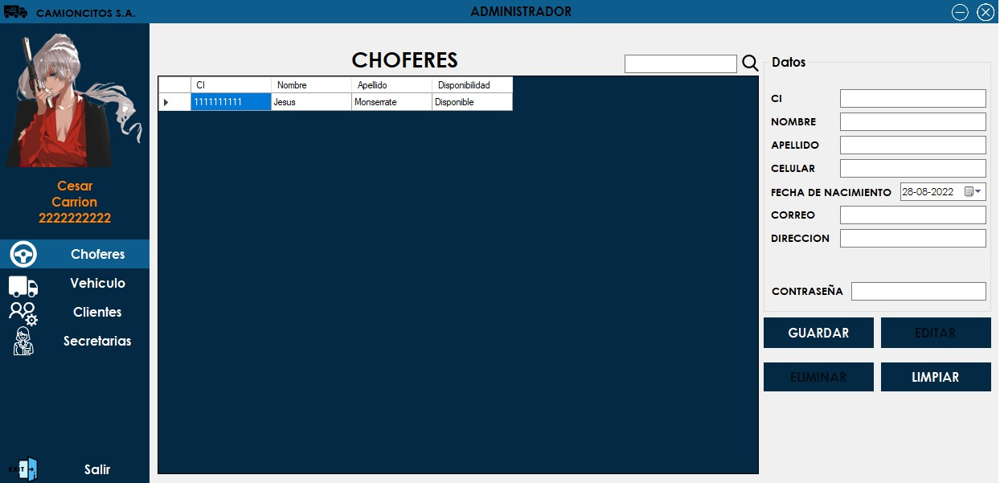 CAMIONCITOS S.A.
ADMINISTRADOR
Cesar
Carrion
2222222222
Choferes
Vehiculo
Clientes
Secretarias
EXIT
Salir
CHOFERES
CI Nombre Apellido Disponibilidad
1111111111 Jesus Monserrate Disponible
Datos
CI
NOMBRE
APELLIDO
CELULAR
FECHA DE NACIMIENTO 28-08-2022
CORREO
DIRECCION
CONTRASEÑA
GUARDAR EDITAR
ELIMINAR LIMPIAR